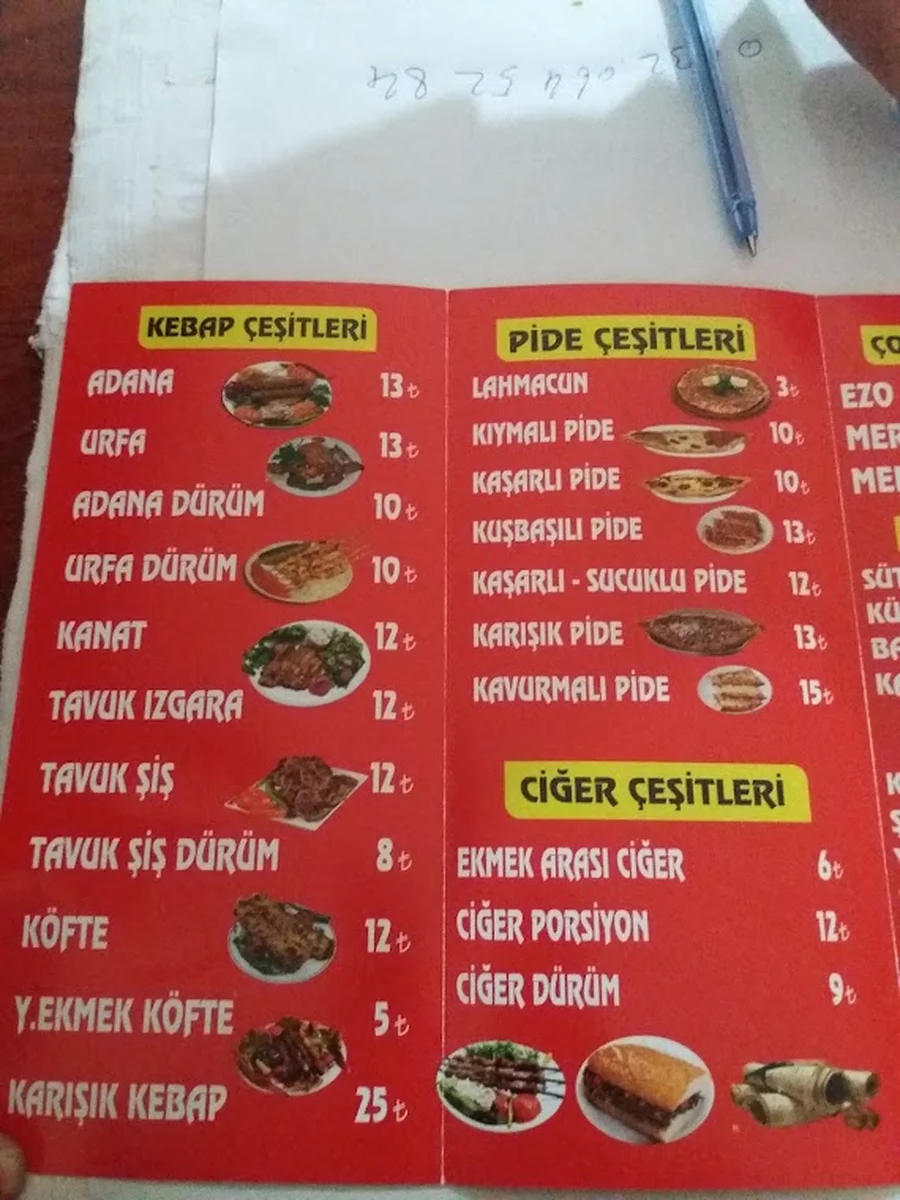 KEBAP ÇEŞİTLERİ
ADANA 13₺
URFA 13₺
ADANA DÜRÜM 10₺
URFA DÜRÜM 10₺
KANAT 12₺
TAVUK IZGARA 12₺
TAVUK ŞİŞ 12₺
TAVUK ŞİŞ DÜRÜM 8₺
KÖFTE 12₺
Y.EKMEK KÖFTE 5₺
KARIŞIK KEBAP 25₺
PİDE ÇEŞİTLERİ
LAHMACUN 3₺
KIYMALI PİDE 10₺
KAŞARLI PİDE 10₺
KUŞBAŞILI PİDE 13₺
KAŞARLI - SUCUKLU PİDE 12₺
KARIŞIK PİDE 13₺
KAVURMALI PİDE 15₺
CİĞER ÇEŞİTLERİ
EKMEK ARASI CİĞER 6₺
CİĞER PORSİYON 12₺
CİĞER DÜRÜM 9₺
EZO